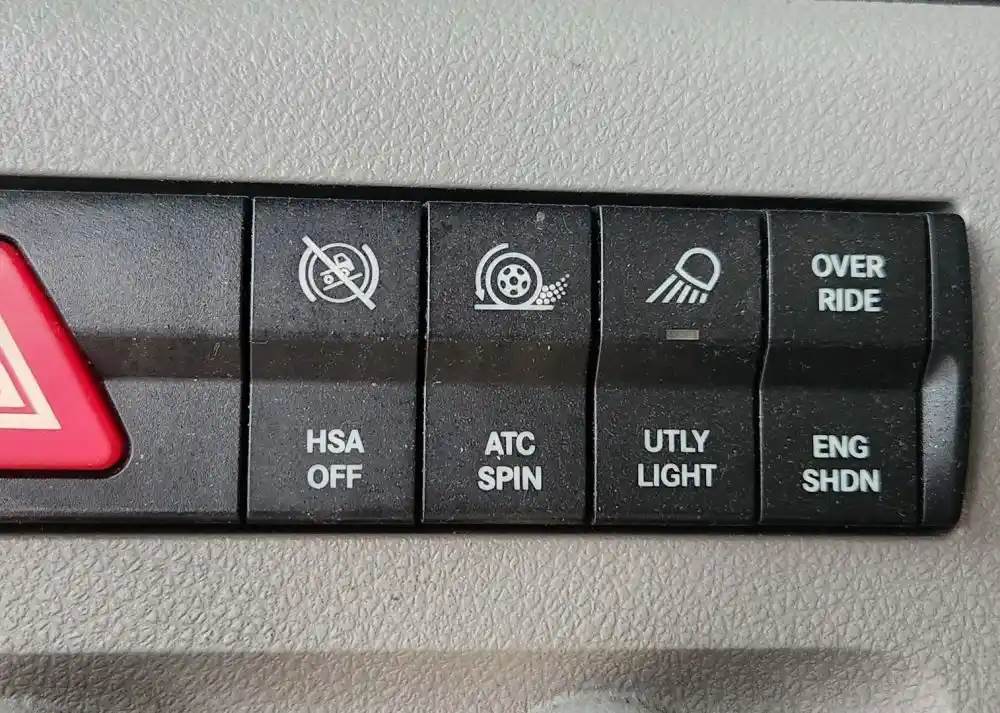 HSA
OFF
ATC
SPIN
UTLY
LIGHT
OVER
RIDE
ENG
SHDN